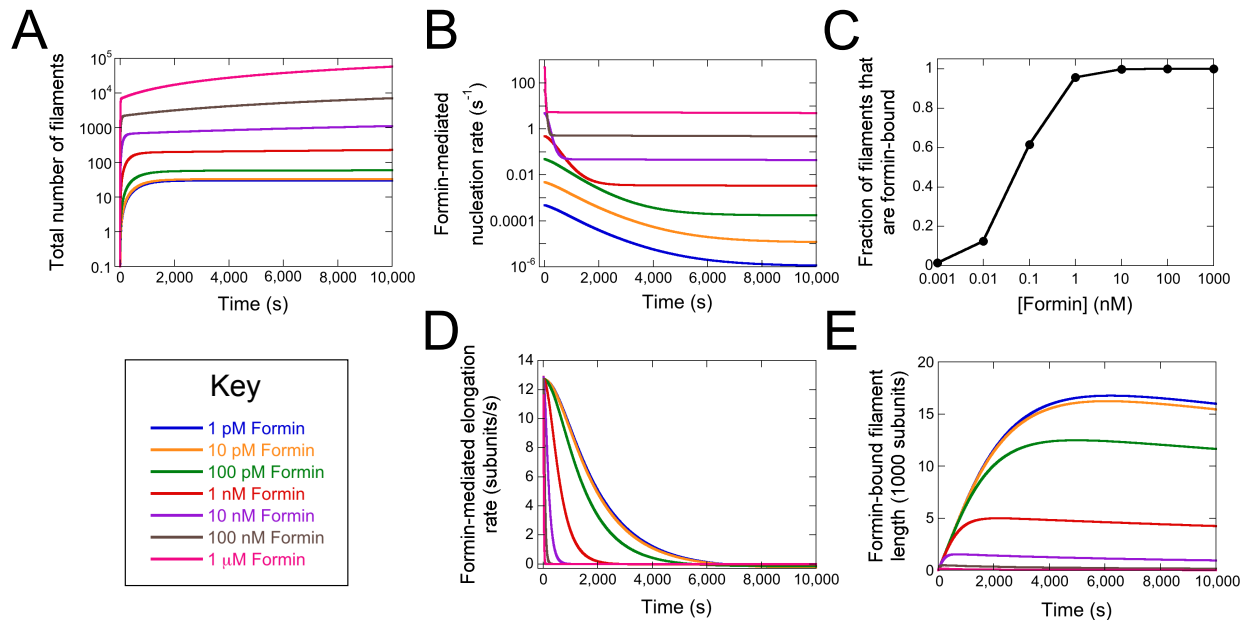 A
Total number of filaments
10⁵
10⁴
1000
100
10
1
0.1
0
2,000
4,000
6,000
8,000
10,000
Time (s)
B
Formin-mediated
nucleation rate (s⁻¹)
100
1
0.01
0.0001
10⁻⁶
0
2,000
4,000
6,000
8,000
10,000
Time (s)
C
Fraction of filaments that
are formin-bound
1
0.8
0.6
0.4
0.2
0
0.001
0.01
0.1
1
10
100
1000
[Formin] (nM)
Key
1 pM Formin
10 pM Formin
100 pM Formin
1 nM Formin
10 nM Formin
100 nM Formin
1 μM Formin
D
Formin-mediated elongation
rate (subunits/s)
14
12
10
8
6
4
2
0
0
2,000
4,000
6,000
8,000
10,000
Time (s)
E
Formin-bound filament
length (1000 subunits)
20
15
10
5
0
0
2,000
4,000
6,000
8,000
10,000
Time (s)